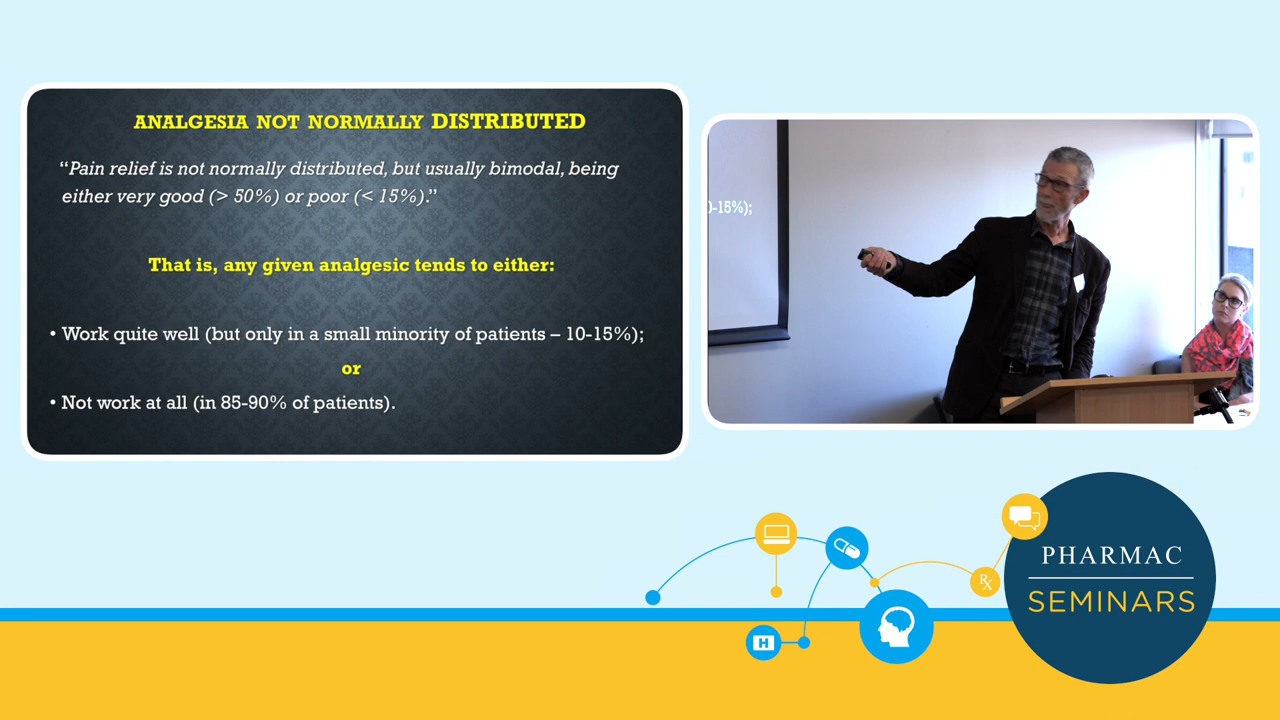 ANALGESIA NOT NORMALLY DISTRIBUTED
“Pain relief is not normally distributed, but usually bimodal, being
either very good (> 50%) or poor (< 15%).”
That is, any given analgesic tends to either:
• Work quite well (but only in a small minority of patients – 10-15%);
or
• Not work at all (in 85-90% of patients).
0-15%);
H
Rx
PHARMAC
SEMINARS